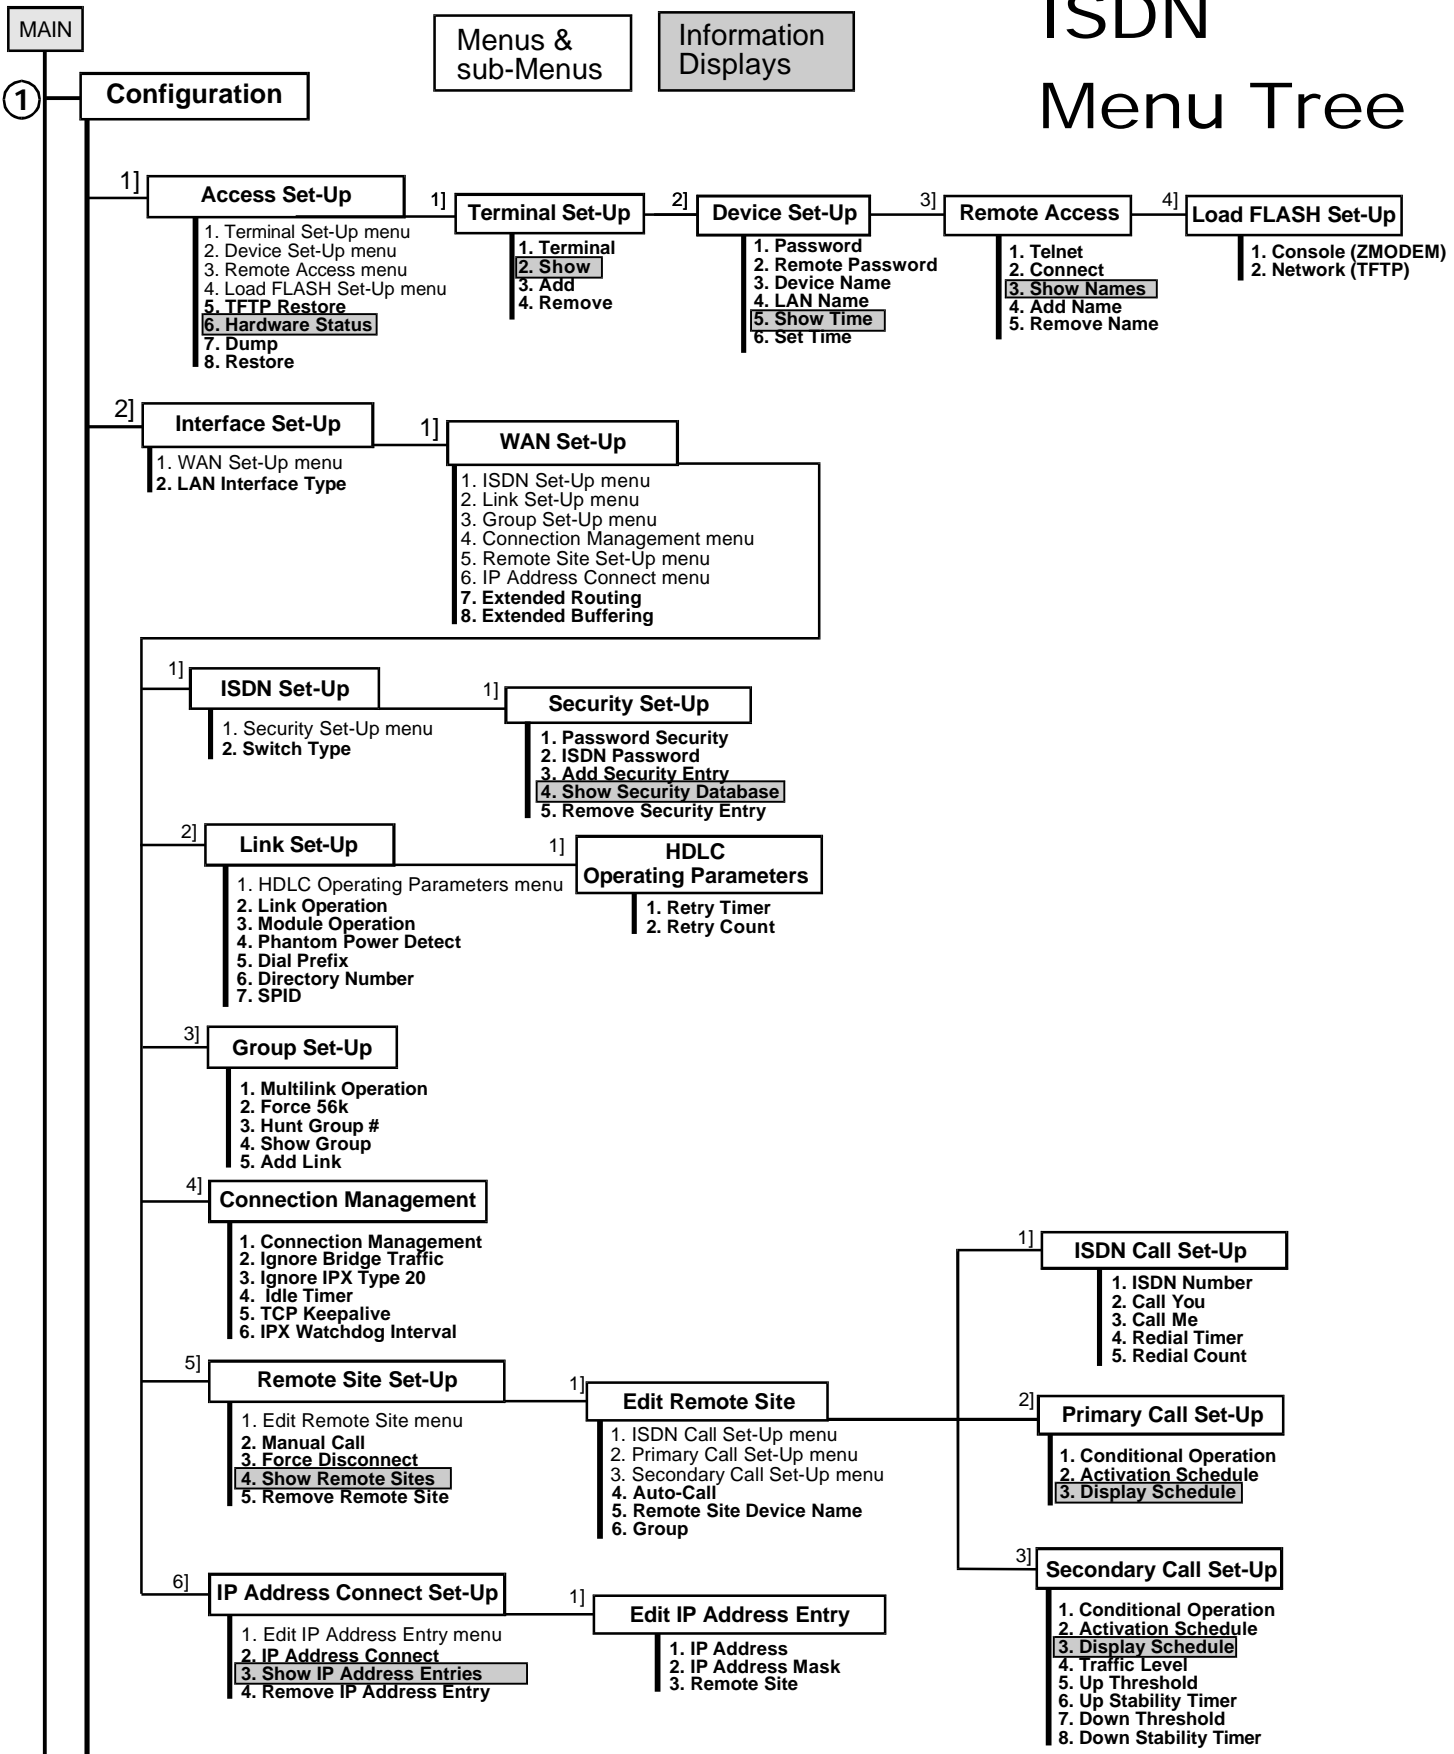 MAIN
Menus &
sub-Menus
Information
Displays
ISDN
Menu Tree
1
Configuration
1]
Access Set-Up
1. Terminal Set-Up menu
2. Device Set-Up menu
3. Remote Access menu
4. Load FLASH Set-Up menu
5. TFTP Restore
6. Hardware Status
7. Dump
8. Restore
1]
Terminal Set-Up
1. Terminal
2. Show
3. Add
4. Remove
2]
Device Set-Up
1. Password
2. Remote Password
3. Device Name
4. LAN Name
5. Show Time
6. Set Time
3]
Remote Access
1. Telnet
2. Connect
3. Show Names
4. Add Name
5. Remove Name
4]
Load FLASH Set-Up
1. Console (ZMODEM)
2. Network (TFTP)
2]
Interface Set-Up
1. WAN Set-Up menu
2. LAN Interface Type
1]
WAN Set-Up
1. ISDN Set-Up menu
2. Link Set-Up menu
3. Group Set-Up menu
4. Connection Management menu
5. Remote Site Set-Up menu
6. IP Address Connect menu
7. Extended Routing
8. Extended Buffering
1]
ISDN Set-Up
1. Security Set-Up menu
2. Switch Type
1]
Security Set-Up
1. Password Security
2. ISDN Password
3. Add Security Entry
4. Show Security Database
5. Remove Security Entry
2]
Link Set-Up
1. HDLC Operating Parameters menu
2. Link Operation
3. Module Operation
4. Phantom Power Detect
5. Dial Prefix
6. Directory Number
7. SPID
1]
HDLC
Operating Parameters
1. Retry Timer
2. Retry Count
3]
Group Set-Up
1. Multilink Operation
2. Force 56k
3. Hunt Group #
4. Show Group
5. Add Link
4]
Connection Management
1. Connection Management
2. Ignore Bridge Traffic
3. Ignore IPX Type 20
4. Idle Timer
5. TCP Keepalive
6. IPX Watchdog Interval
5]
Remote Site Set-Up
1. Edit Remote Site menu
2. Manual Call
3. Force Disconnect
4. Show Remote Sites
5. Remove Remote Site
1]
Edit Remote Site
1. ISDN Call Set-Up menu
2. Primary Call Set-Up menu
3. Secondary Call Set-Up menu
4. Auto-Call
5. Remote Site Device Name
6. Group
1]
ISDN Call Set-Up
1. ISDN Number
2. Call You
3. Call Me
4. Redial Timer
5. Redial Count
2]
Primary Call Set-Up
1. Conditional Operation
2. Activation Schedule
3. Display Schedule
3]
Secondary Call Set-Up
1. Conditional Operation
2. Activation Schedule
3. Display Schedule
4. Traffic Level
5. Up Threshold
6. Up Stability Timer
7. Down Threshold
8. Down Stability Timer
6]
IP Address Connect Set-Up
1. Edit IP Address Entry menu
2. IP Address Connect
3. Show IP Address Entries
4. Remove IP Address Entry
1]
Edit IP Address Entry
1. IP Address
2. IP Address Mask
3. Remote Site